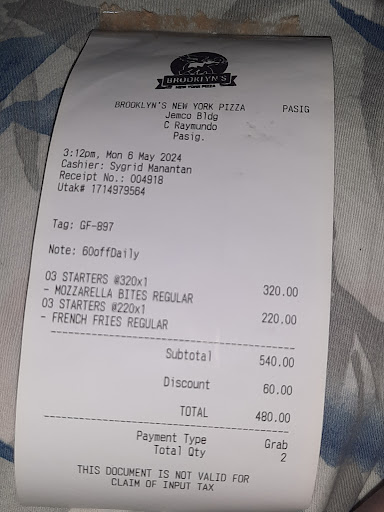 BROOKLYN'S
NEW YORK PIZZA
BROOKLYN'S NEW YORK PIZZA PASIG
Jemco Bldg
C Raymundo
Pasig.
3:12pm, Mon 6 May 2024
Cashier: Sygrid Manantan
Receipt No.: 004918
Utak# 1714979564
Tag: GF-897
Note: 60offDaily
03 STARTERS @320x1
- MOZZARELLA BITES REGULAR 320.00
03 STARTERS @220x1
- FRENCH FRIES REGULAR 220.00
Subtotal 540.00
Discount 60.00
TOTAL 480.00
Payment Type Grab
Total Qty 2
THIS DOCUMENT IS NOT VALID FOR
CLAIM OF INPUT TAX